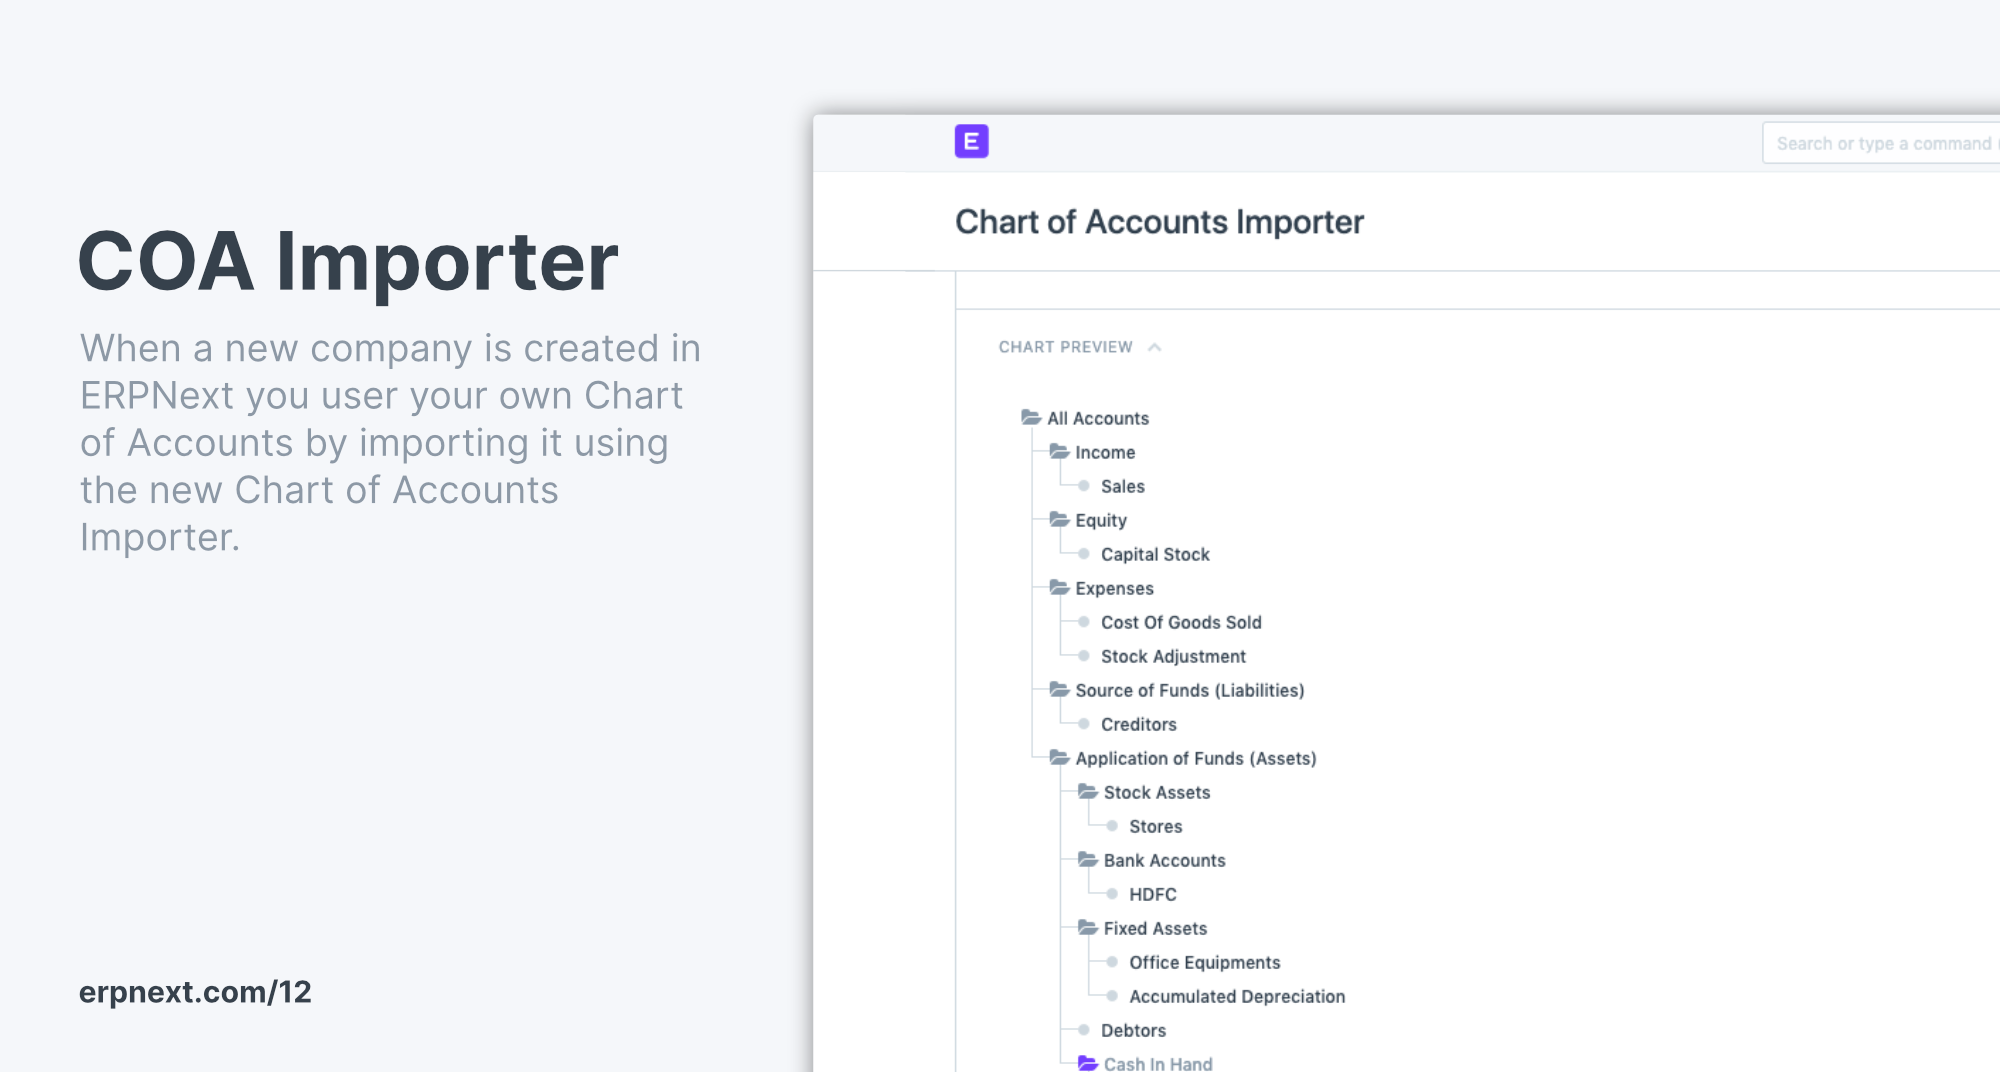 COA Importer
When a new company is created in
ERPNext you user your own Chart
of Accounts by importing it using
the new Chart of Accounts
Importer.
erpnext.com/12
E
Search or type a command
Chart of Accounts Importer
CHART PREVIEW
All Accounts
Income
Sales
Equity
Capital Stock
Expenses
Cost Of Goods Sold
Stock Adjustment
Source of Funds (Liabilities)
Creditors
Application of Funds (Assets)
Stock Assets
Stores
Bank Accounts
HDFC
Fixed Assets
Office Equipments
Accumulated Depreciation
Debtors
Cash In Hand